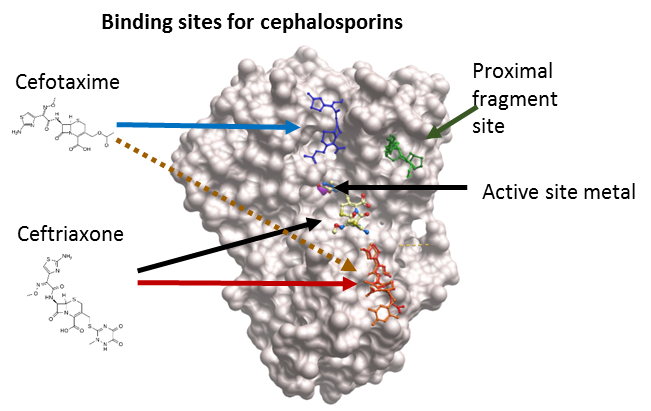 Binding sites for cephalosporins
Cefotaxime
Proximal
fragment
site
Active site metal
Ceftriaxone